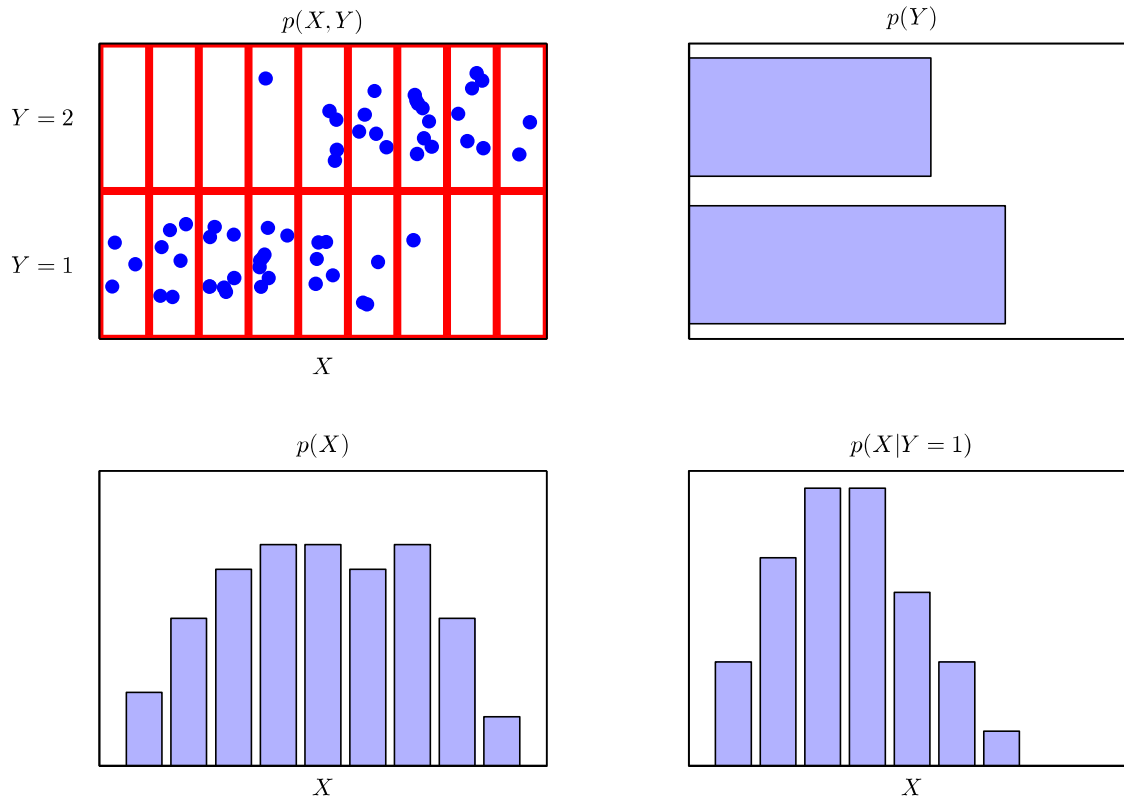 p(X, Y)
Y = 2
Y = 1
X
p(Y)
p(X)
X
p(X|Y = 1)
X